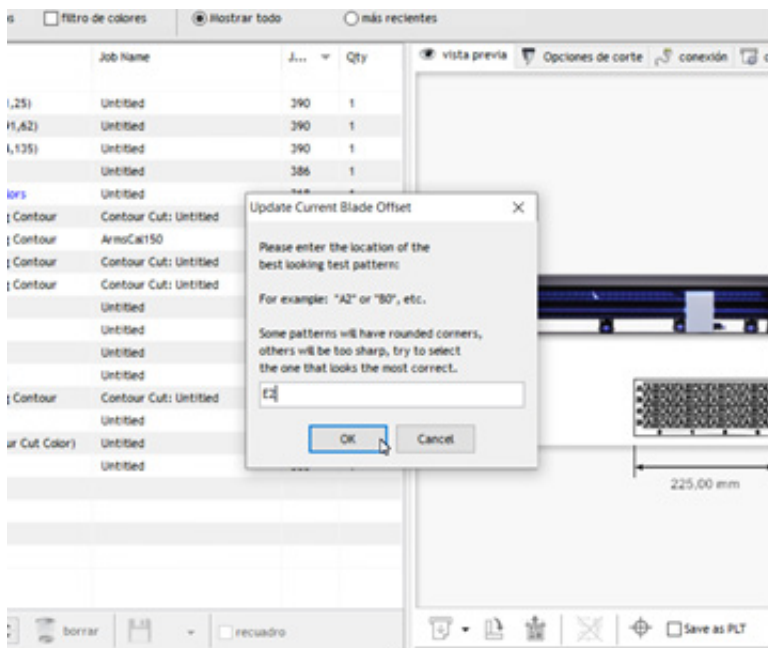 filtro de colores
Mostrar todo
más recientes
Job Name
J...
Qty
vista previa
Opciones de corte
conexión
,25)
Untitled
390
1
91,62)
Untitled
390
1
,135)
Untitled
390
1
Untitled
386
1
lors
Untitled
Contour
Contour Cut: Untitled
Contour
ArmsCal150
Contour
Contour Cut: Untitled
Contour
Contour Cut: Untitled
Untitled
Untitled
Untitled
Untitled
Contour
Contour Cut: Untitled
Untitled
ur Cut Color)
Untitled
Untitled
Update Current Blade Offset
Please enter the location of the
best looking test pattern:
For example: "A2" or "B0", etc.
Some patterns will have rounded corners,
others will be too sharp, try to select
the one that looks the most correct.
E2
OK
Cancel
225,00 mm
borrar
recuadro
Save as PLT